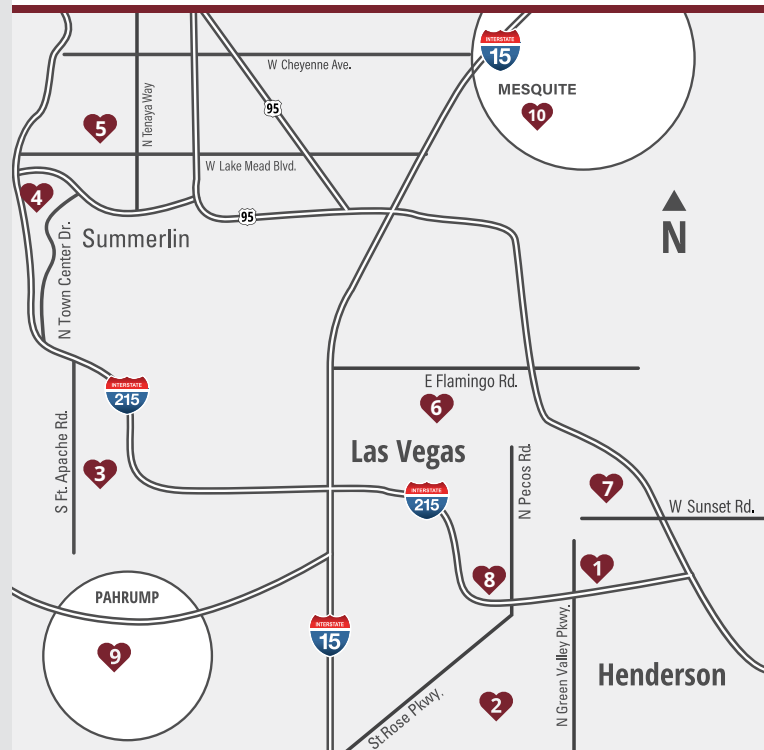 W Cheyenne Ave.
INTERSTATE
15
MESQUITE
10
N Tenaya Way
95
5
W Lake Mead Blvd.
4
95
N
Summerlin
N Town Center Dr.
E Flamingo Rd.
INTERSTATE
215
6
S Ft. Apache Rd.
3
Las Vegas
N Pecos Rd.
INTERSTATE
215
7
W Sunset Rd.
8
1
PAHRUMP
9
INTERSTATE
15
N Green Valley Pkwy.
Henderson
2
St Rose Pkwy.